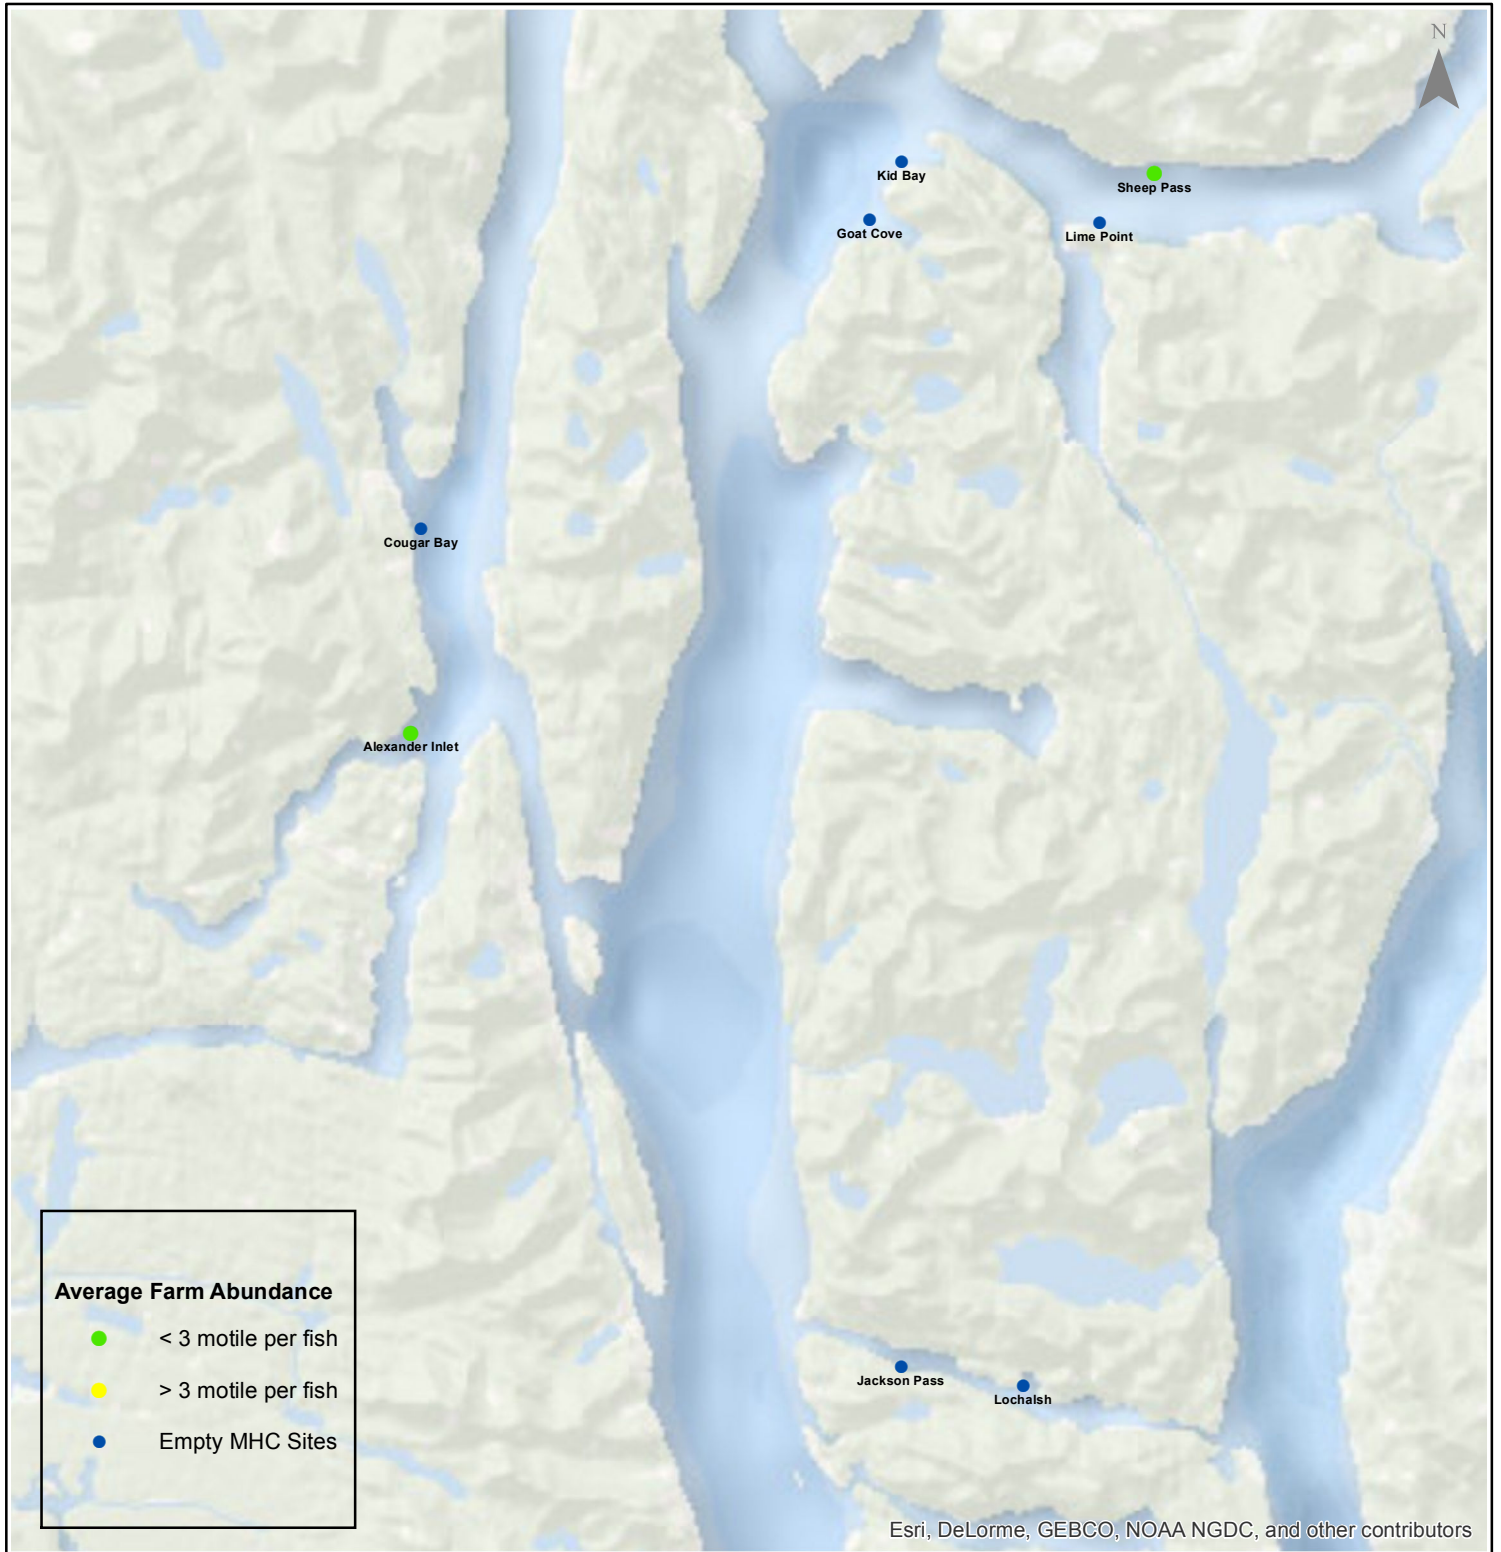 N
Kid Bay
Sheep Pass
Goat Cove
Lime Point
Cougar Bay
Alexander Inlet
Average Farm Abundance
< 3 motile per fish
> 3 motile per fish
Empty MHC Sites
Jackson Pass
Lochalsh
Esri, DeLorme, GEBCO, NOAA NGDC, and other contributors